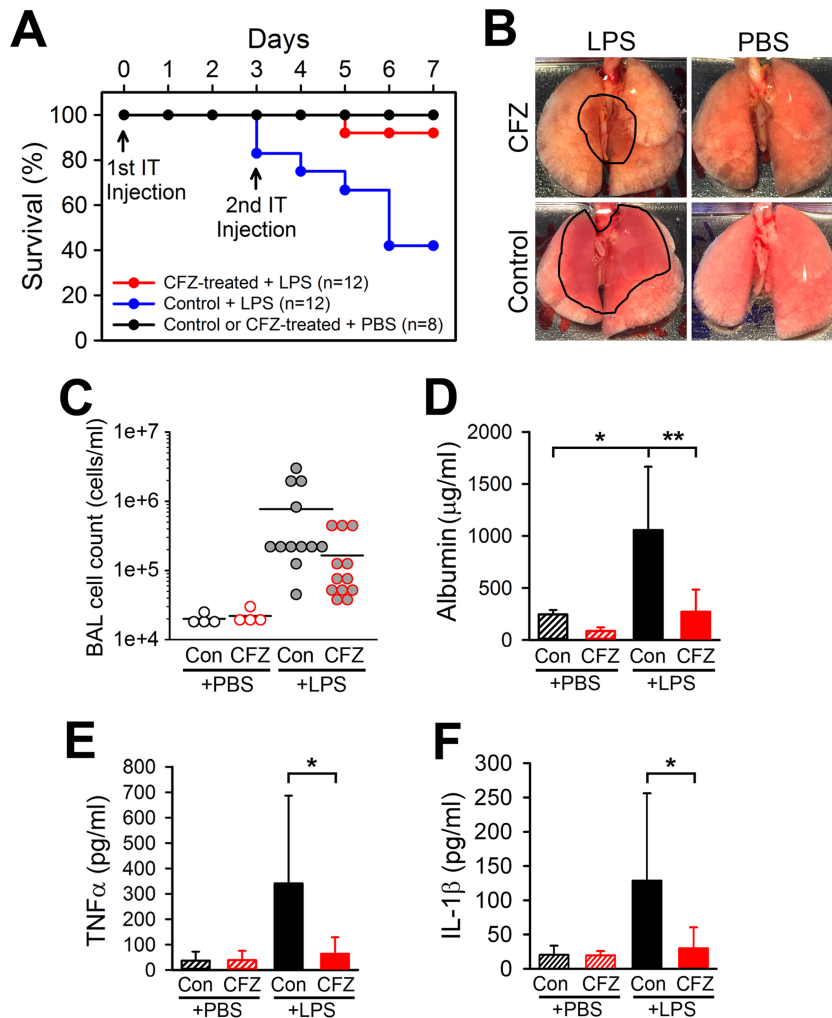 A
Days
0 1 2 3 4 5 6 7
Survival (%)
100
80
60
40
20
0
1st IT
Injection
2nd IT
Injection
CFZ-treated + LPS (n=12)
Control + LPS (n=12)
Control or CFZ-treated + PBS (n=8)
B
LPS PBS
CFZ
Control
C
BAL cell count (cells/ml)
1e+7
1e+6
1e+5
1e+4
Con CFZ Con CFZ
+PBS +LPS
D
Albumin (µg/ml)
2000
1500
1000
500
0
* **
Con CFZ Con CFZ
+PBS +LPS
E
TNFα (pg/ml)
800
700
600
500
400
300
200
100
0
*
Con CFZ Con CFZ
+PBS +LPS
F
IL-1β (pg/ml)
300
250
200
150
100
50
0
*
Con CFZ Con CFZ
+PBS +LPS